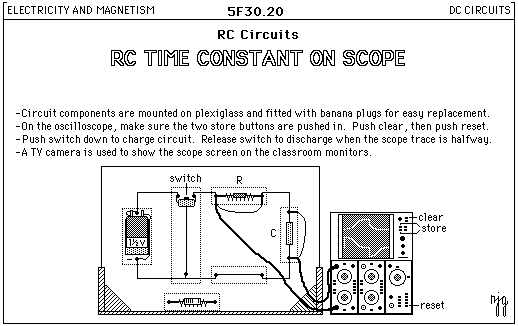 ELECTRICITY AND MAGNETISM 5F30.20 DC CIRCUITS
RC Circuits
RC TIME CONSTANT ON SCOPE
-Circuit components are mounted on plexiglass and fitted with banana plugs for easy replacement.
-On the oscilloscope, make sure the two store buttons are pushed in. Push clear, then push reset.
-Push switch down to charge circuit. Release switch to discharge when the scope trace is halfway.
-A TV camera is used to show the scope screen on the classroom monitors.
switch
R
C
1½ V
clear
store
reset